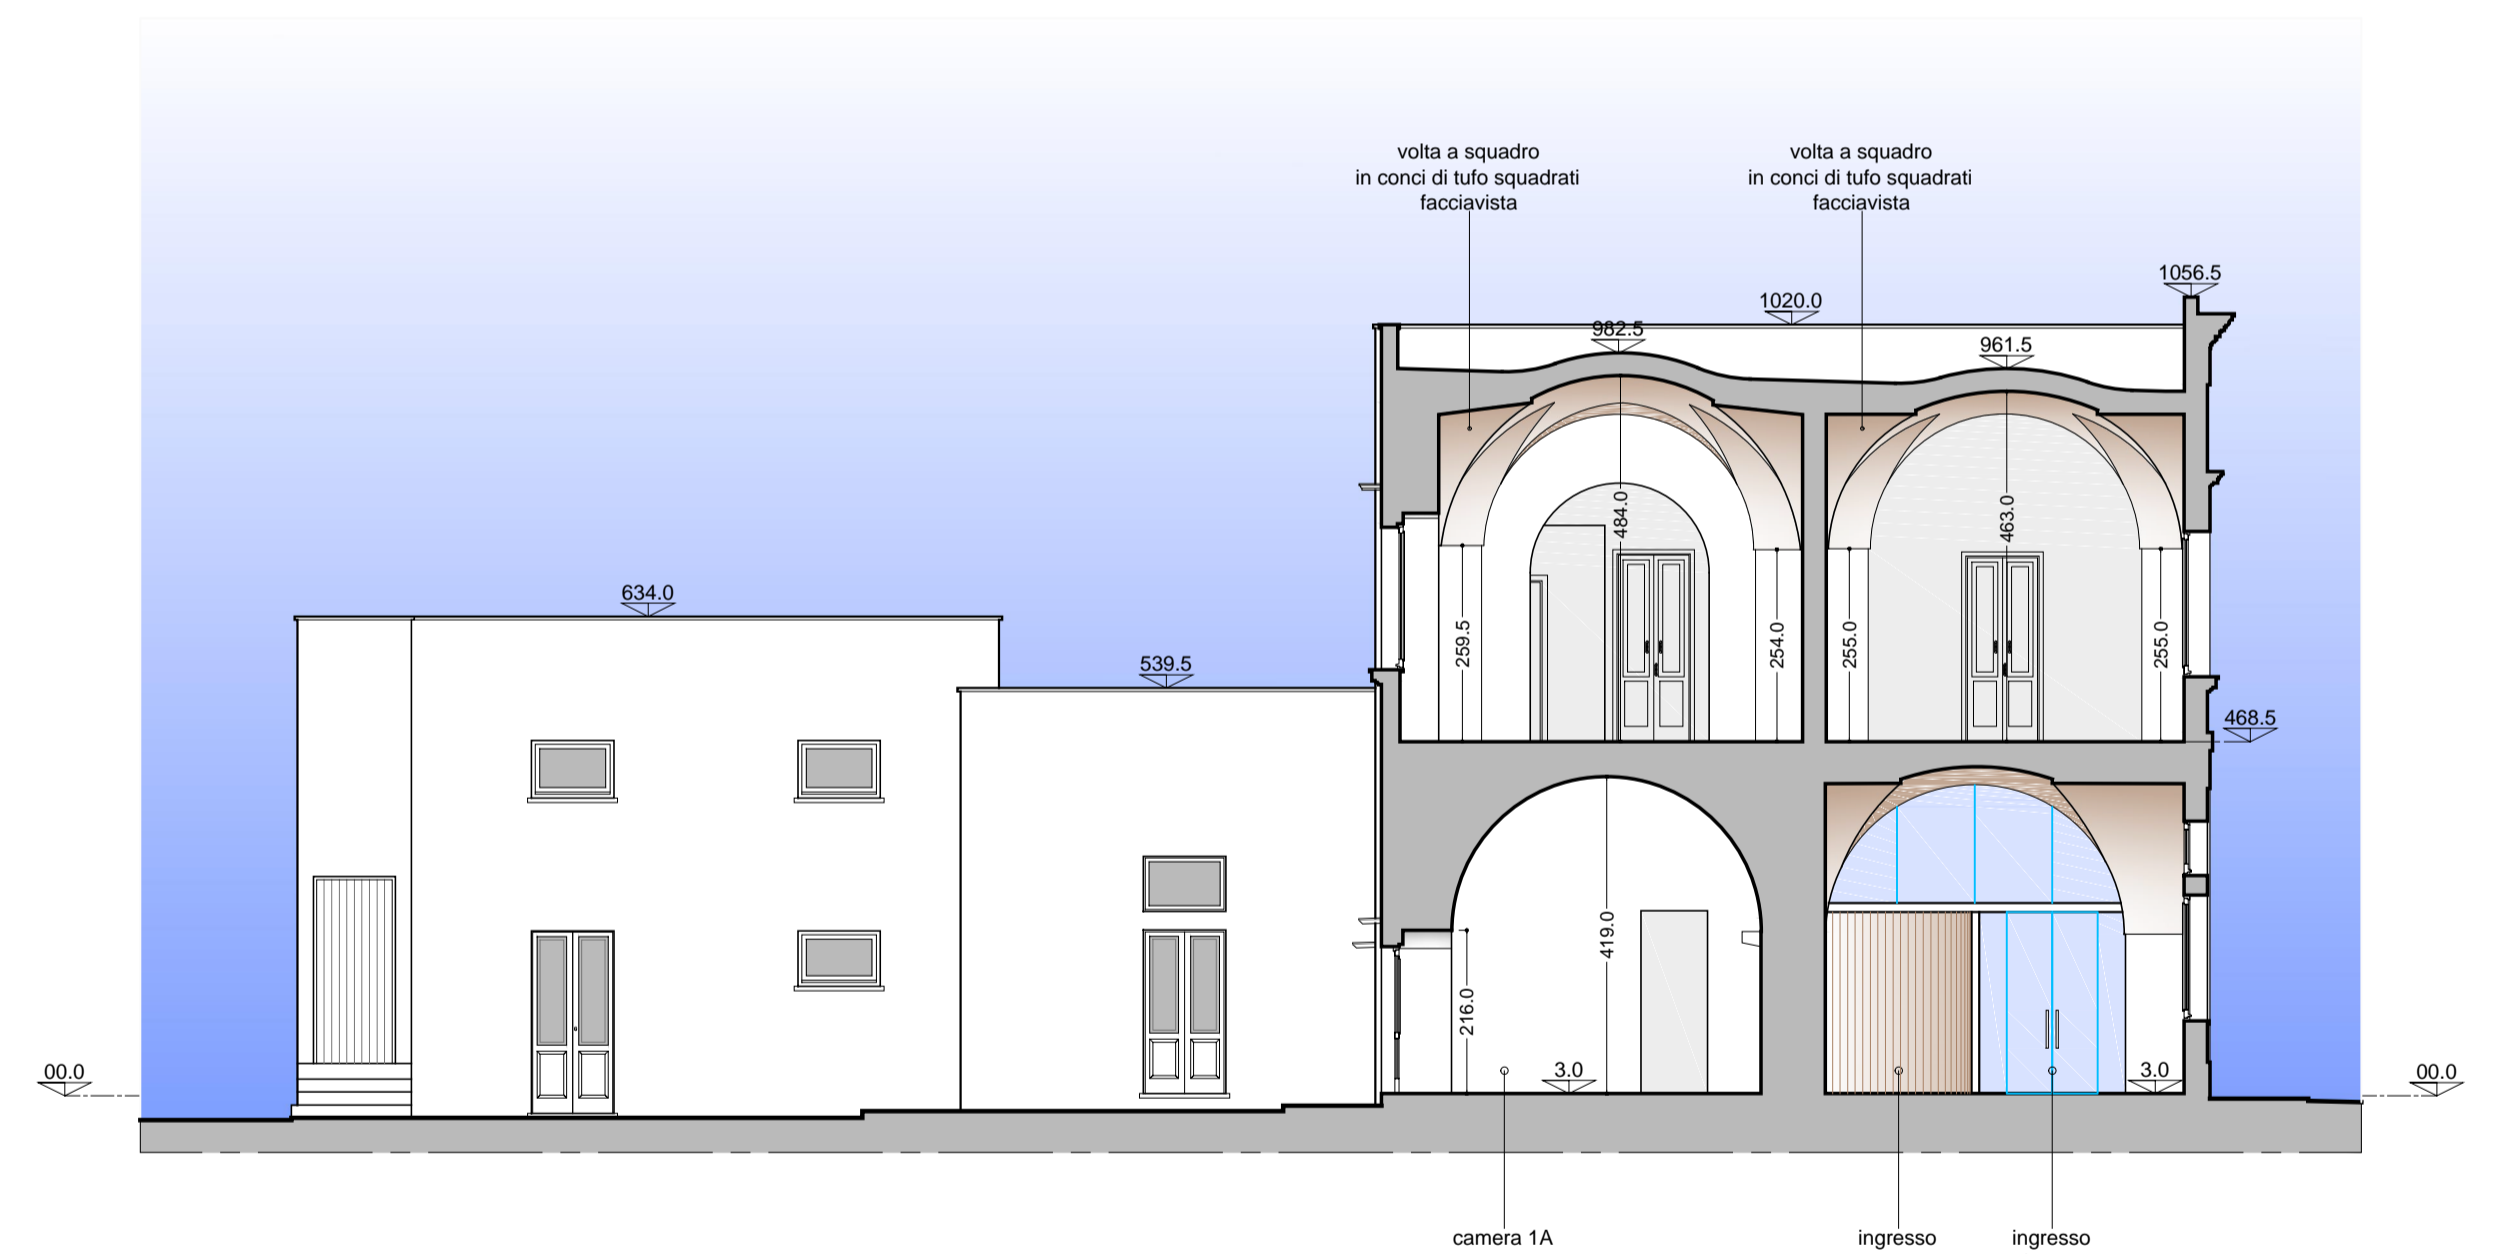 volta a squadro
in conci di tufo squadrati
facciavista
volta a squadro
in conci di tufo squadrati
facciavista
1056.5
1020.0
982.5
961.5
484.0
463.0
634.0
259.5
254.0
255.0
255.0
539.5
468.5
419.0
216.0
00.0
3.0
3.0
00.0
camera 1A
ingresso
ingresso